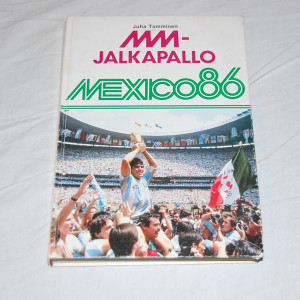 Juha Tamminen
MM-
JALKAPALLO
MEXICO86